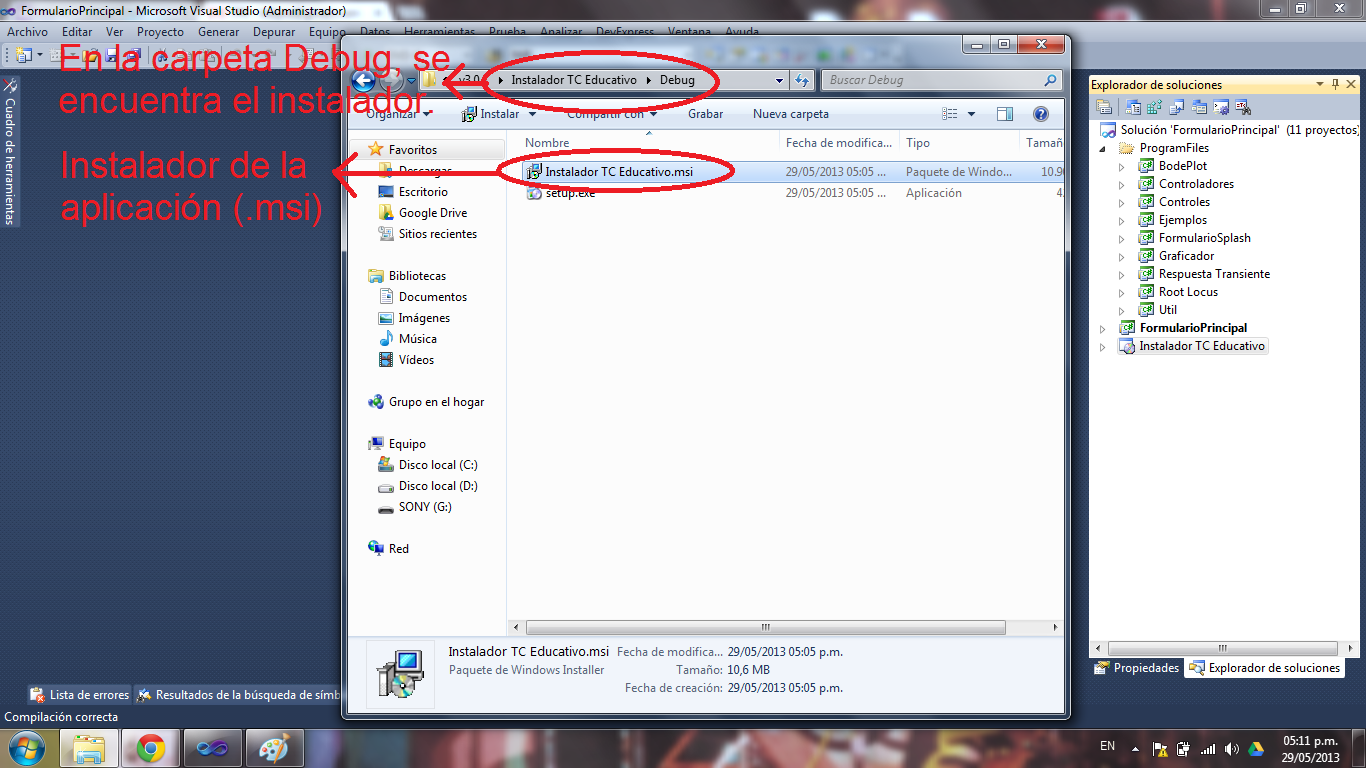 FormularioPrincipal - Microsoft Visual Studio (Administrador)
Archivo Editar Ver Proyecto Generar Depurar Equipo Datos Herramientas Prueba Analizar DevExpress Ventana Ayuda
En la carpeta Debug, se
encuentra el instalador.
Instalador de la
aplicación (.msi)
Cuadro de herramientas
v3.0 Instalador TC Educativo Debug
Buscar Debug
Organizar Instalar Compartir con Grabar Nueva carpeta
Nombre Fecha de modifica... Tipo Tamañ
Instalador TC Educativo.msi 29/05/2013 05:05 ... Paquete de Windo... 10.90
setup.exe 29/05/2013 05:05 ... Aplicación 4
Favoritos
Descargas
Escritorio
Google Drive
Sitios recientes
Bibliotecas
Documentos
Imágenes
Música
Vídeos
Grupo en el hogar
Equipo
Disco local (C:)
Disco local (D:)
SONY (G:)
Red
Instalador TC Educativo.msi Fecha de modifica... 29/05/2013 05:05 p.m.
Paquete de Windows Installer Tamaño: 10,6 MB
Fecha de creación: 29/05/2013 05:05 p.m.
Explorador de soluciones
Solución 'FormularioPrincipal' (11 proyectos)
ProgramFiles
BodePlot
Controladores
Controles
Ejemplos
FormularioSplash
Graficador
Respuesta Transiente
Root Locus
Util
FormularioPrincipal
Instalador TC Educativo
Propiedades Explorador de soluciones
Lista de errores Resultados de la búsqueda de símb
Compilación correcta
EN 05:11 p.m.
29/05/2013